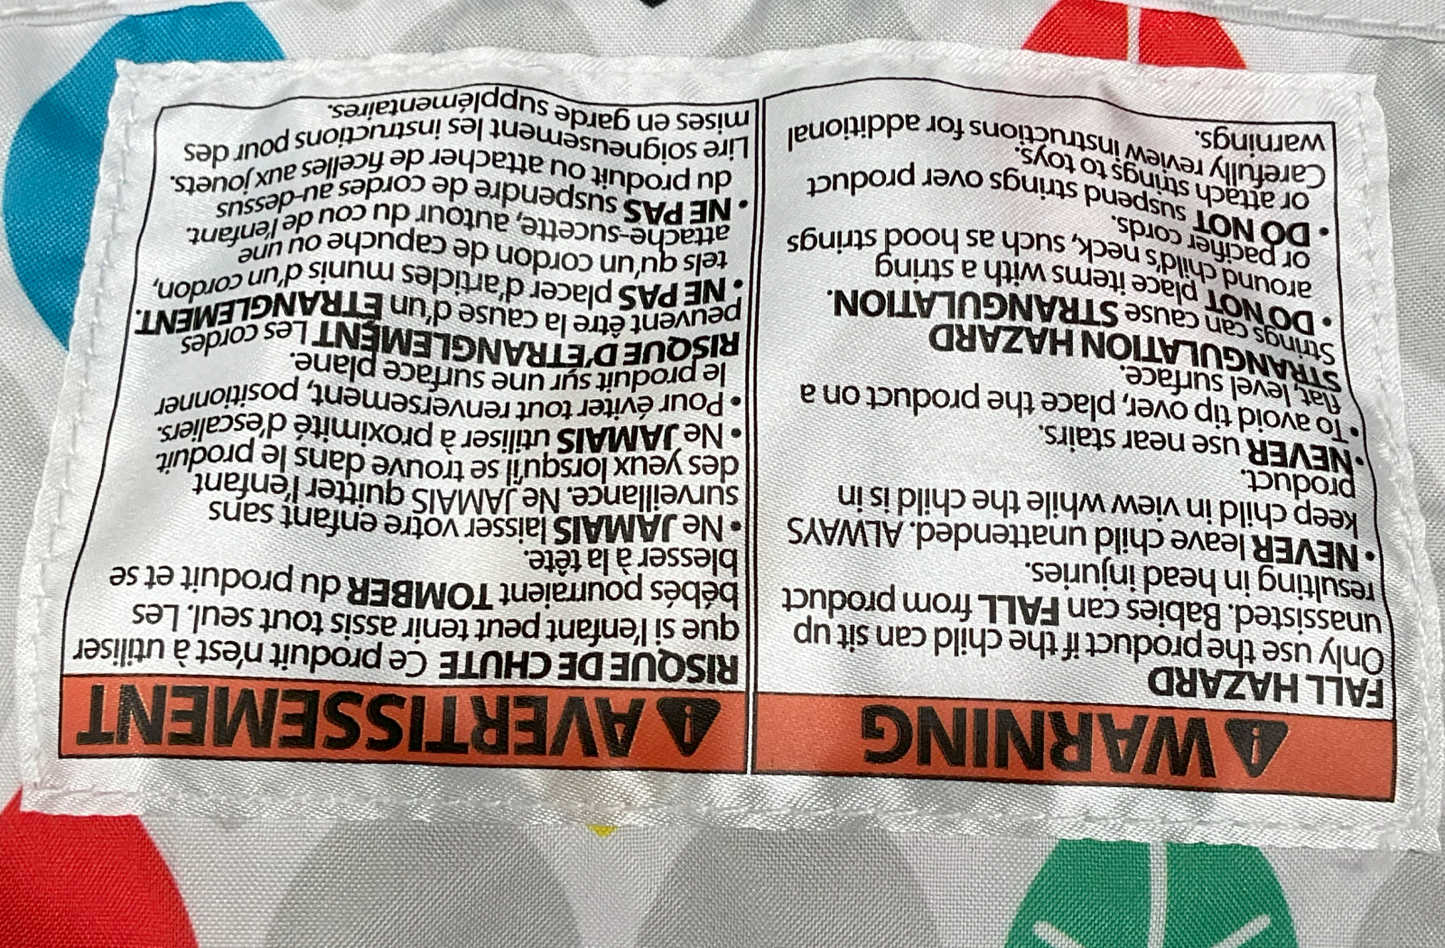 ⚠ WARNING
FALL HAZARD
Only use the product if the child can sit up
unassisted. Babies can FALL from product
resulting in head injuries.
• NEVER leave child unattended. ALWAYS
keep child in view while the child is in
product.
• NEVER use near stairs.
• To avoid tip over, place the product on a
flat, level surface.
STRANGULATION HAZARD
Strings can cause STRANGULATION.
• DO NOT place items with a string
around child's neck, such as hood strings
or pacifier cords.
• DO NOT suspend strings over product
or attach strings to toys.
Carefully review instructions for additional
warnings.
⚠ AVERTISSEMENT
RISQUE DE CHUTE Ce produit n'est à utiliser
que si l'enfant peut tenir assis tout seul. Les
bébés pourraient TOMBER du produit et se
blesser à la tête.
• Ne JAMAIS laisser votre enfant sans
surveillance. Ne JAMAIS quitter l'enfant
des yeux lorsqu'il se trouve dans le produit.
• Ne JAMAIS utiliser à proximité d'escaliers.
• Pour éviter tout renversement, positionner
le produit sur une surface plane.
RISQUE D'ÉTRANGLEMENT Les cordes
peuvent être la cause d'un ÉTRANGLEMENT.
• NE PAS placer d'articles munis d'un cordon,
tels qu'un cordon de capuche ou une
attache-sucette, autour du cou de l'enfant.
• NE PAS suspendre de cordes au-dessus
du produit ou attacher de ficelles aux jouets.
Lire soigneusement les instructions pour des
mises en garde supplémentaires.